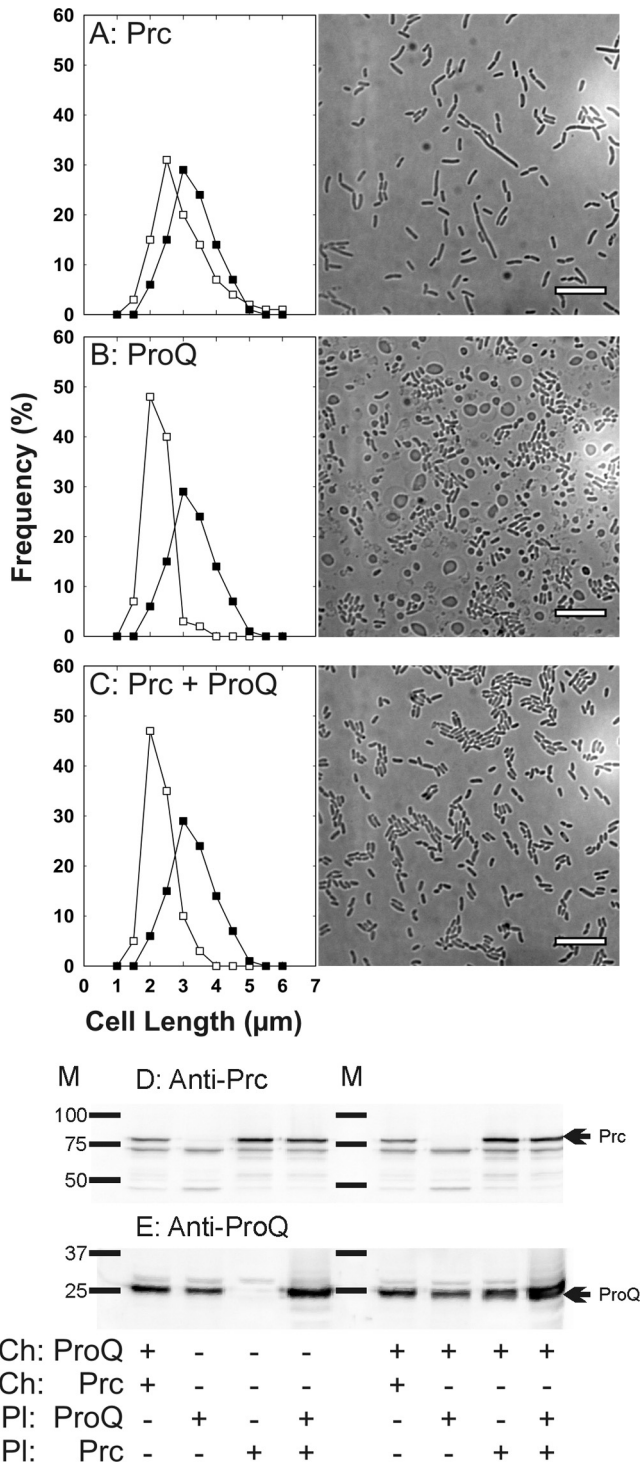 A: Prc
60
50
40
30
20
10
0
B: ProQ
60
50
40
30
20
10
0
C: Prc + ProQ
60
50
40
30
20
10
0
Frequency (%)
0 1 2 3 4 5 6 7
Cell Length (µm)
M D: Anti-Prc M
100
75
50
Prc
E: Anti-ProQ
37
25
ProQ
Ch: ProQ + - - - + + + +
Ch: Prc + - - - + - - -
Pl: ProQ - + - + - + - +
Pl: Prc - - + + - - + +